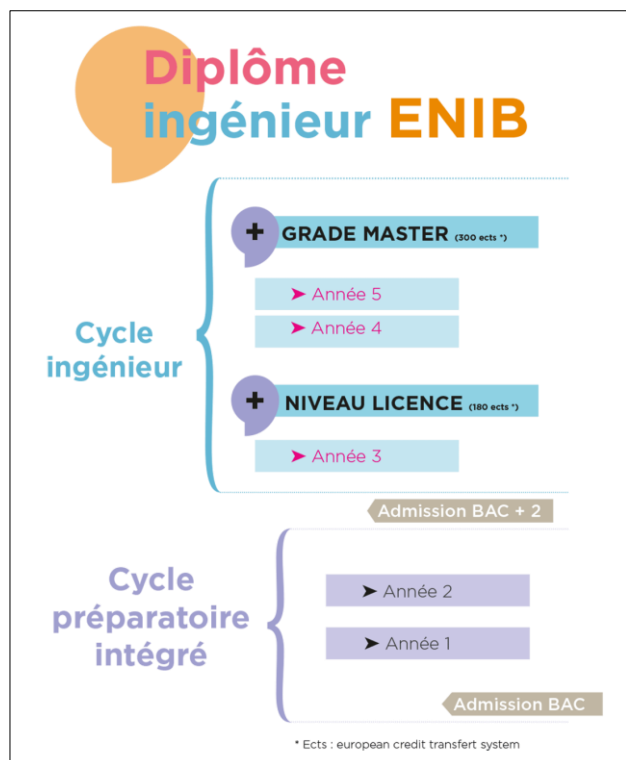 Diplôme
ingénieur ENIB
+ GRADE MASTER (300 ects *)
➤ Année 5
➤ Année 4
Cycle
ingénieur
+ NIVEAU LICENCE (180 ects *)
➤ Année 3
Admission BAC + 2
Cycle
préparatoire
intégré
➤ Année 2
➤ Année 1
Admission BAC
* Ects : european credit transfert system